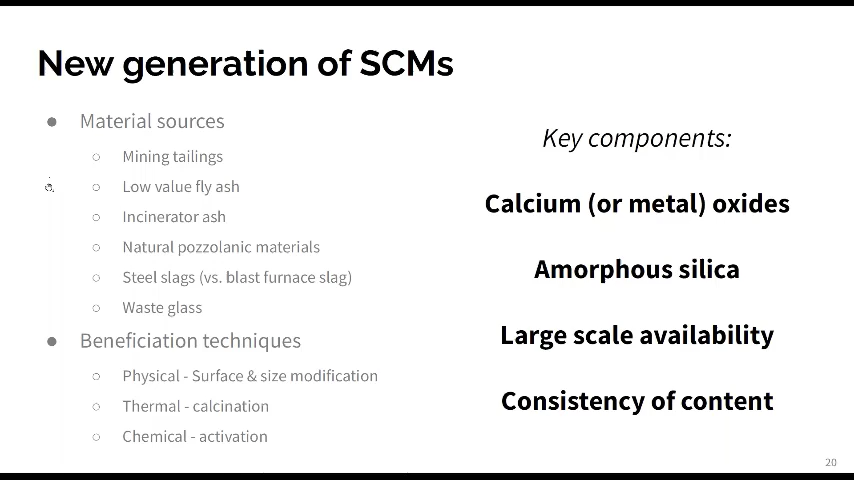 New generation of SCMs
● Material sources
○ Mining tailings
○ Low value fly ash
○ Incinerator ash
○ Natural pozzolanic materials
○ Steel slags (vs. blast furnace slag)
○ Waste glass
● Beneficiation techniques
○ Physical - Surface & size modification
○ Thermal - calcination
○ Chemical - activation
Key components:
Calcium (or metal) oxides
Amorphous silica
Large scale availability
Consistency of content
20